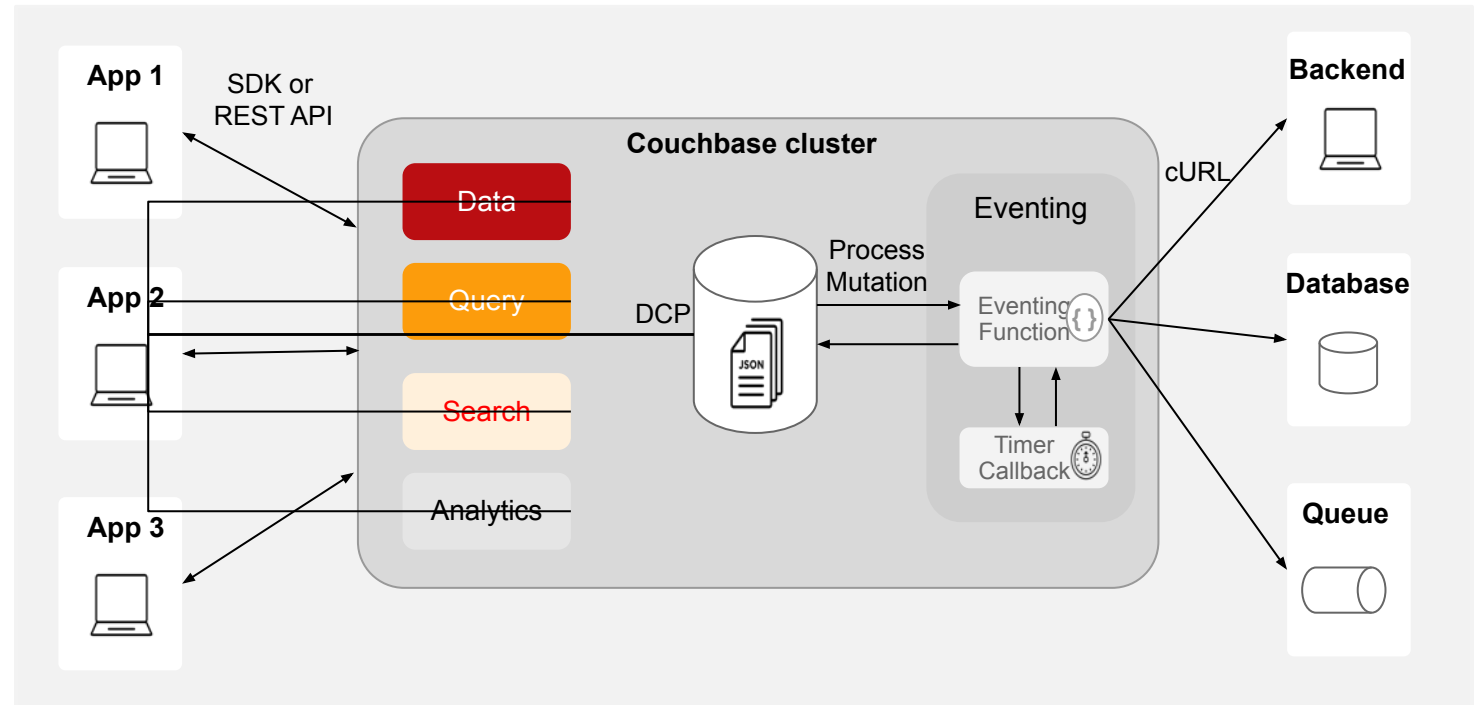 App 1
SDK or
REST API
Couchbase cluster
Backend
cURL
Data
Eventing
Process
Mutation
App 2
Query
DCP
Eventing
Function
{ }
JSON
Database
Search
Timer
Callback
Analytics
App 3
Queue